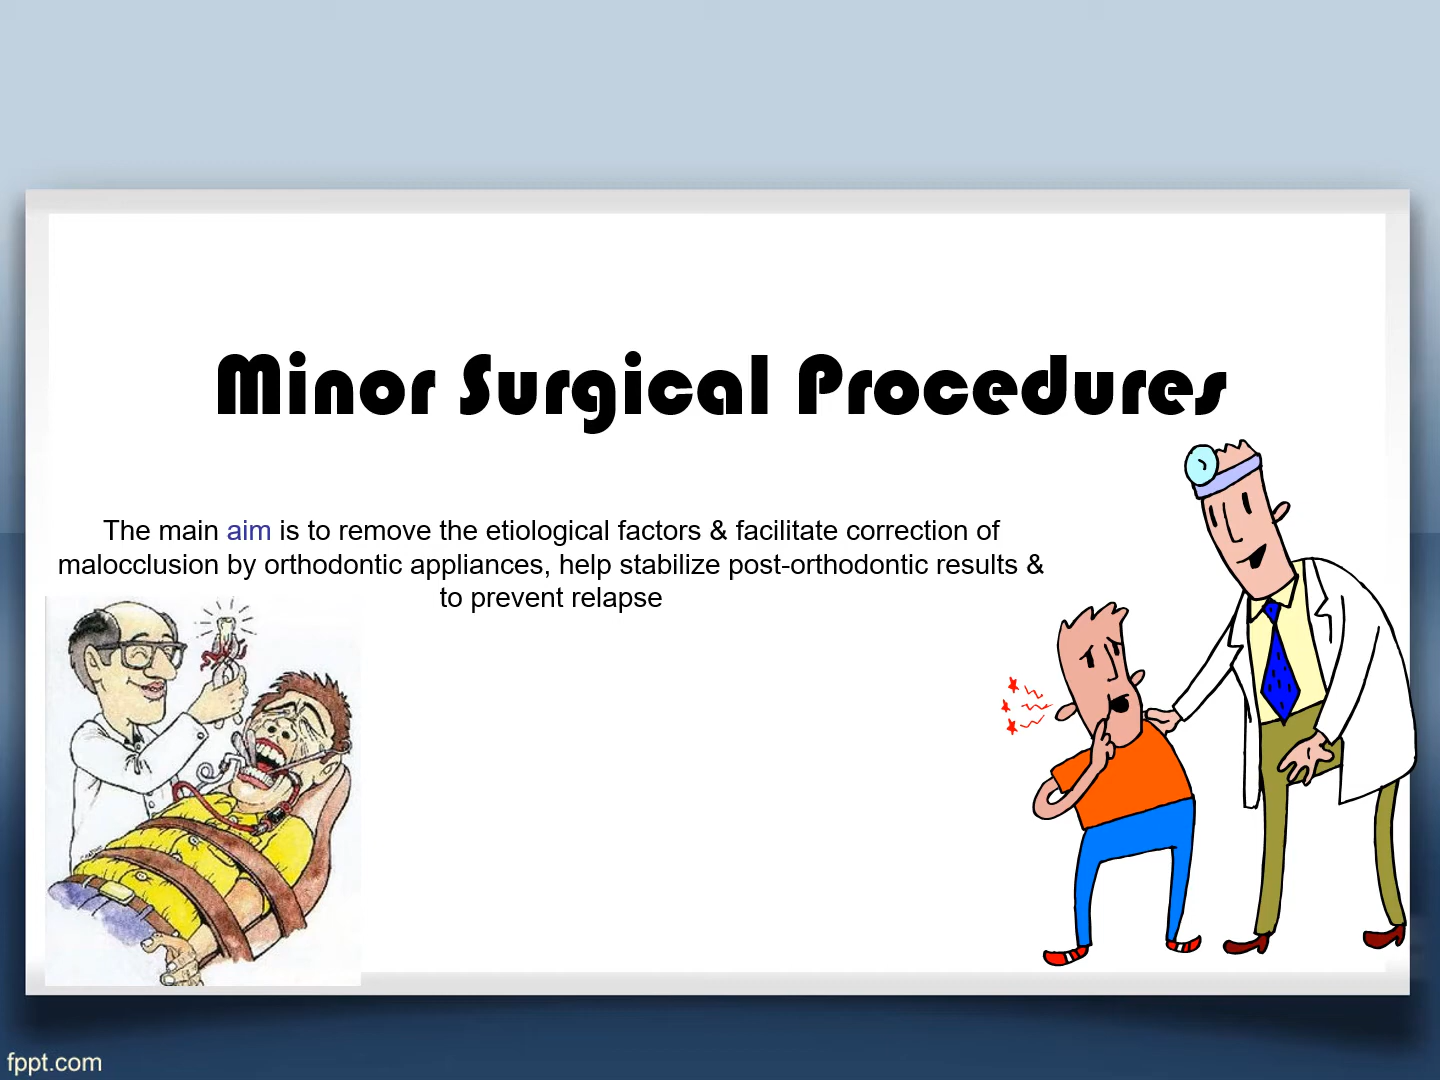 Minor Surgical Procedures
The main aim is to remove the etiological factors & facilitate correction of
malocclusion by orthodontic appliances, help stabilize post-orthodontic results &
to prevent relapse
fppt.com